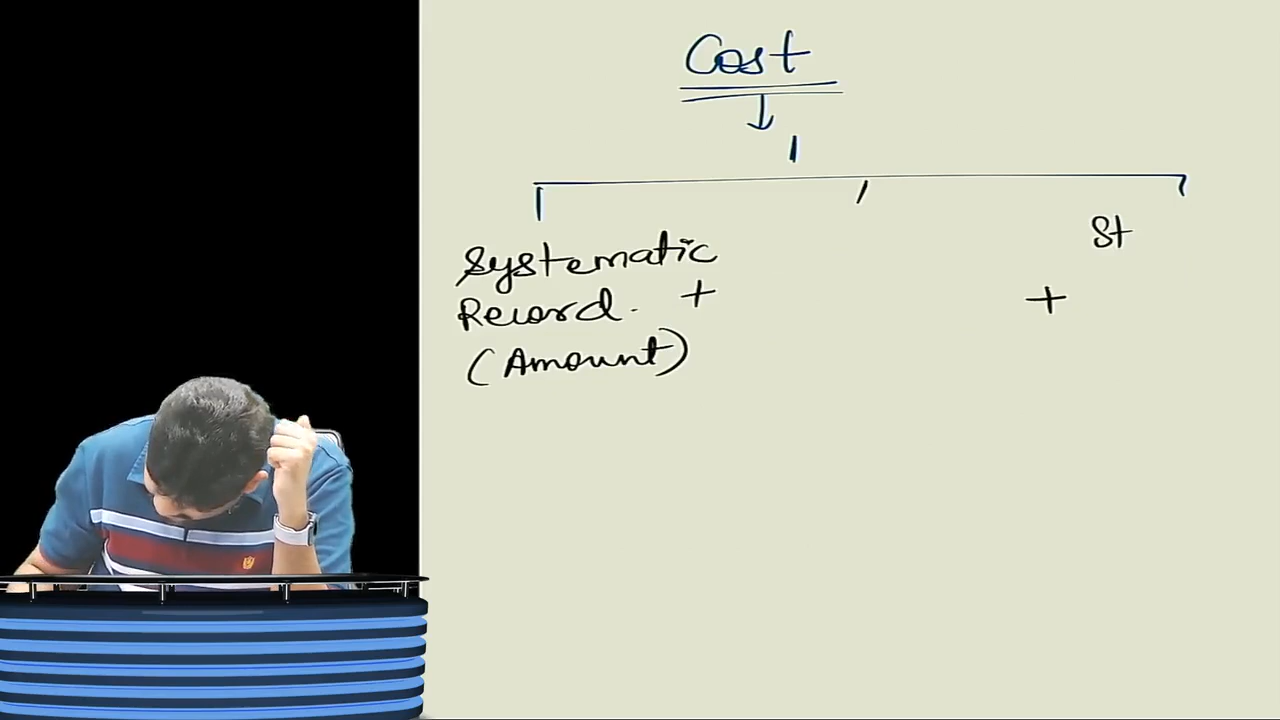 Cost
Systematic
Record. +
(Amount)
St
+